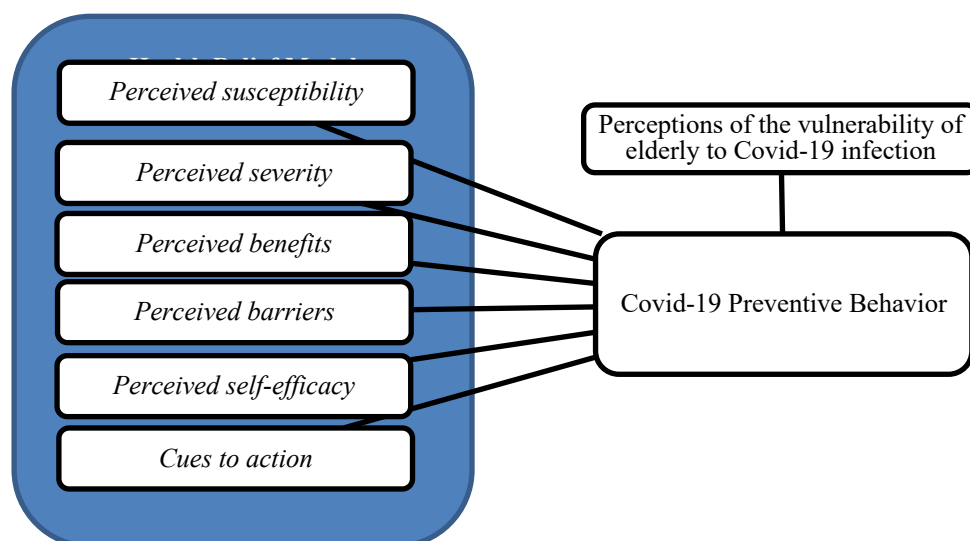 Perceived susceptibility
Perceived severity
Perceived benefits
Perceived barriers
Perceived self-efficacy
Cues to action
Perceptions of the vulnerability of
elderly to Covid-19 infection
Covid-19 Preventive Behavior